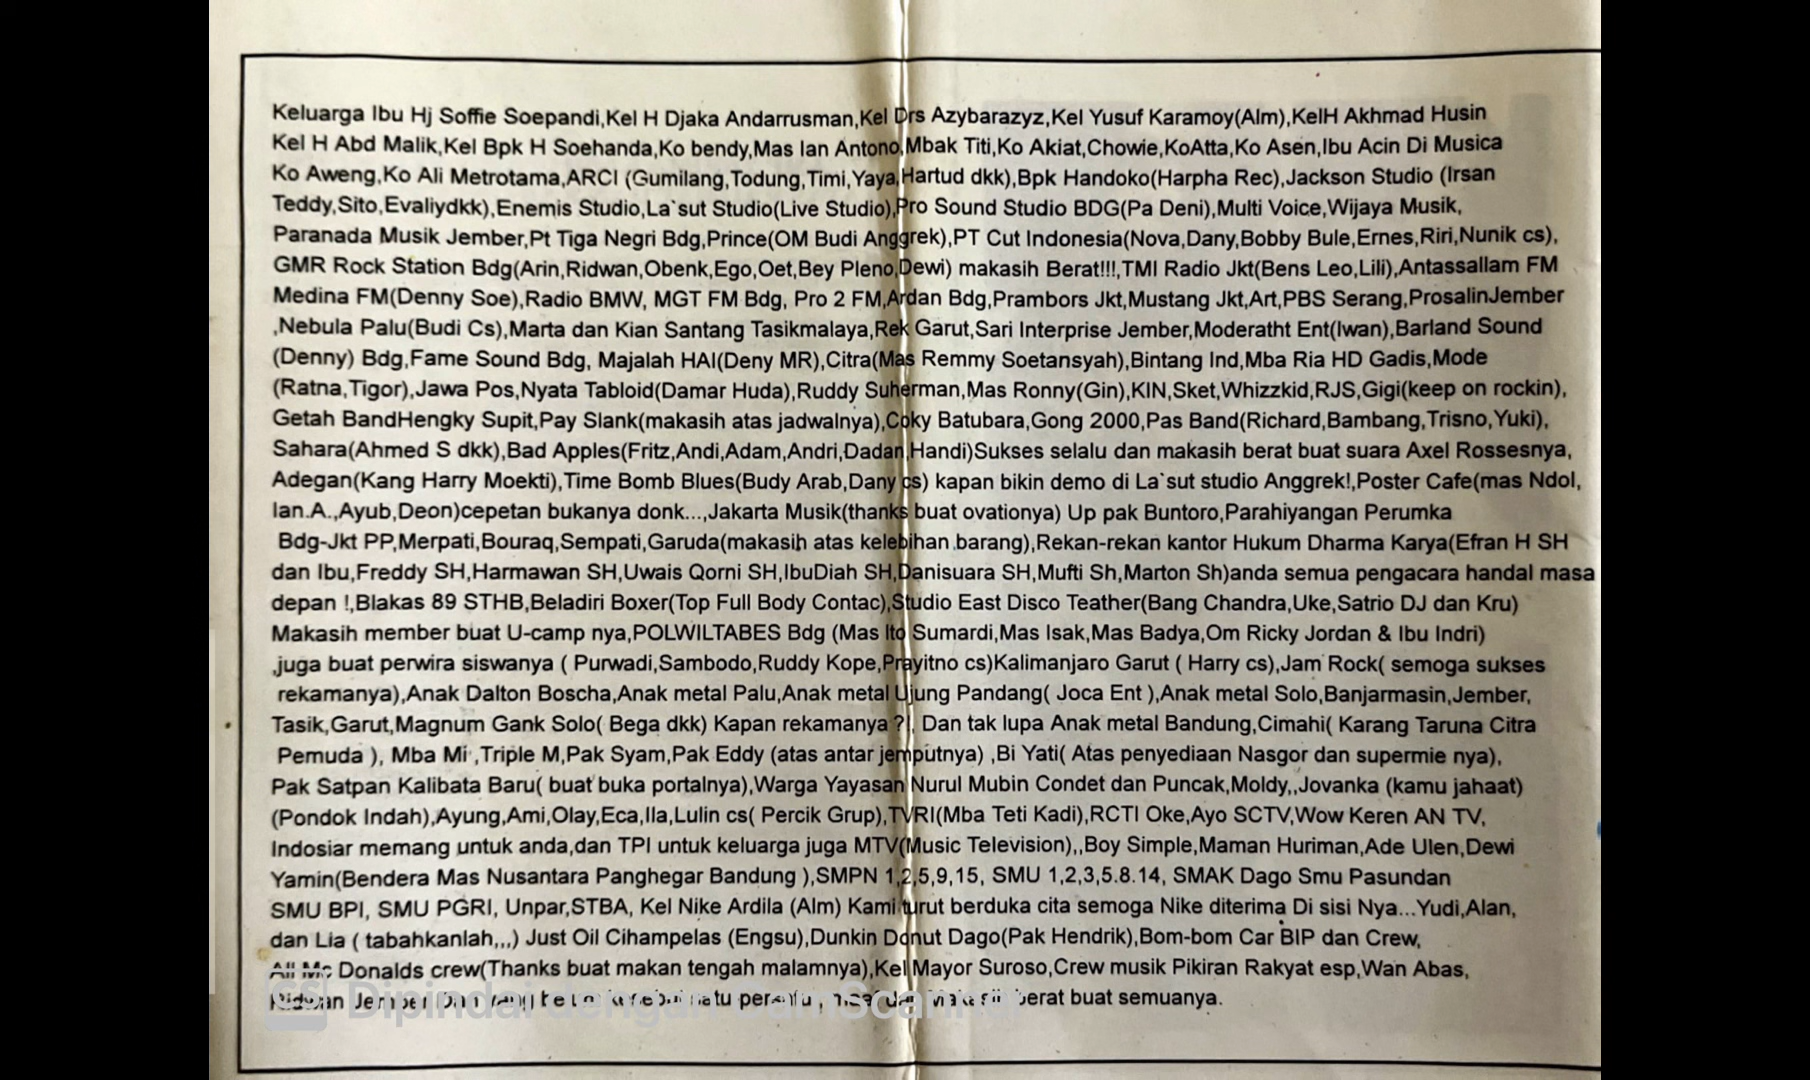 Keluarga Ibu Hj Soffie Soepandi,Kel H Djaka Andarrusman,Kel Drs Azybarazyz,Kel Yusuf Karamoy(Alm),KelH Akhmad Husin
Kel H Abd Malik,Kel Bpk H Soehanda,Ko bendy,Mas Ian Antono,Mbak Titi,Ko Akiat,Chowie,KoAtta,Ko Asen,Ibu Acin Di Musica
Ko Aweng,Ko Ali Metrotama,ARCI (Gumilang,Todung,Timi,Yaya,Hartud dkk),Bpk Handoko(Harpha Rec),Jackson Studio (Irsan
Teddy,Sito,Evaliydkk),Enemis Studio,La`sut Studio(Live Studio),Pro Sound Studio BDG(Pa Deni),Multi Voice,Wijaya Musik,
Paranada Musik Jember,Pt Tiga Negri Bdg,Prince(OM Budi Anggrek),PT Cut Indonesia(Nova,Dany,Bobby Bule,Ernes,Riri,Nunik cs),
GMR Rock Station Bdg(Arin,Ridwan,Obenk,Ego,Oet,Bey Pleno,Dewi) makasih Berat!!!,TMI Radio Jkt(Bens Leo,Lili),Antassallam FM
Medina FM(Denny Soe),Radio BMW, MGT FM Bdg, Pro 2 FM,Ardan Bdg,Prambors Jkt,Mustang Jkt,Art,PBS Serang,ProsalinJember
,Nebula Palu(Budi Cs),Marta dan Kian Santang Tasikmalaya,Rek Garut,Sari Interprise Jember,Moderatht Ent(Iwan),Barland Sound
(Denny) Bdg,Fame Sound Bdg, Majalah HAI(Deny MR),Citra(Mas Remmy Soetansyah),Bintang Ind,Mba Ria HD Gadis,Mode
(Ratna,Tigor),Jawa Pos,Nyata Tabloid(Damar Huda),Ruddy Suherman,Mas Ronny(Gin),KIN,Sket,Whizzkid,RJS,Gigi(keep on rockin),
Getah BandHengky Supit,Pay Slank(makasih atas jadwalnya),Coky Batubara,Gong 2000,Pas Band(Richard,Bambang,Trisno,Yuki),
Sahara(Ahmed S dkk),Bad Apples(Fritz,Andi,Adam,Andri,Dadan,Handi)Sukses selalu dan makasih berat buat suara Axel Rossesnya,
Adegan(Kang Harry Moekti),Time Bomb Blues(Budy Arab,Dany cs) kapan bikin demo di La`sut studio Anggrek!,Poster Cafe(mas Ndol,
Ian.A.,Ayub,Deon)cepetan bukanya donk...,Jakarta Musik(thanks buat ovationya) Up pak Buntoro,Parahiyangan Perumka
Bdg-Jkt PP,Merpati,Bouraq,Sempati,Garuda(makasih atas kelebihan barang),Rekan-rekan kantor Hukum Dharma Karya(Efran H SH
dan Ibu,Freddy SH,Harmawan SH,Uwais Qorni SH,IbuDiah SH,Danisuara SH,Mufti Sh,Marton Sh)anda semua pengacara handal masa
depan !,Blakas 89 STHB,Beladiri Boxer(Top Full Body Contac),Studio East Disco Teather(Bang Chandra,Uke,Satrio DJ dan Kru)
Makasih member buat U-camp nya,POLWILTABES Bdg (Mas Ito Sumardi,Mas Isak,Mas Badya,Om Ricky Jordan & Ibu Indri)
,juga buat perwira siswanya ( Purwadi,Sambodo,Ruddy Kope,Prayitno cs)Kalimanjaro Garut ( Harry cs),Jam Rock( semoga sukses
rekamanya),Anak Dalton Boscha,Anak metal Palu,Anak metal Ujung Pandang( Joca Ent ),Anak metal Solo,Banjarmasin,Jember,
Tasik,Garut,Magnum Gank Solo( Bega dkk) Kapan rekamanya ?!, Dan tak lupa Anak metal Bandung,Cimahi( Karang Taruna Citra
Pemuda ), Mba Mi ,Triple M,Pak Syam,Pak Eddy (atas antar jemputnya) ,Bi Yati( Atas penyediaan Nasgor dan supermie nya),
Pak Satpan Kalibata Baru( buat buka portalnya),Warga Yayasan Nurul Mubin Condet dan Puncak,Moldy,,Jovanka (kamu jahaat)
(Pondok Indah),Ayung,Ami,Olay,Eca,Ila,Lulin cs( Percik Grup),TVRI(Mba Teti Kadi),RCTI Oke,Ayo SCTV,Wow Keren AN TV,
Indosiar memang untuk anda,dan TPI untuk keluarga juga MTV(Music Television),,Boy Simple,Maman Huriman,Ade Ulen,Dewi
Yamin(Bendera Mas Nusantara Panghegar Bandung ),SMPN 1,2,5,9,15, SMU 1,2,3,5.8.14, SMAK Dago Smu Pasundan
SMU BPI, SMU PGRI, Unpar,STBA, Kel Nike Ardila (Alm) Kami turut berduka cita semoga Nike diterima Di sisi Nya...Yudi,Alan,
dan Lia ( tabahkanlah,,,) Just Oil Cihampelas (Engsu),Dunkin Donut Dago(Pak Hendrik),Bom-bom Car BIP dan Crew,
All Mc Donalds crew(Thanks buat makan tengah malamnya),Kel Mayor Suroso,Crew musik Pikiran Rakyat esp,Wan Abas,
Ridwan Jember Dan yang berat buat semuanya.
CS Dipindai dengan CamScanner